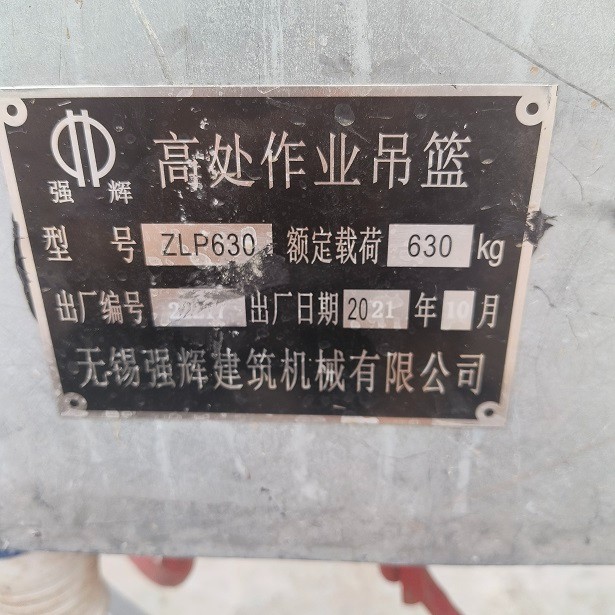 高处作业吊篮
强辉
型号 ZLP630 额定载荷 630 kg
出厂编号 出厂日期 2021 年 10 月
无锡强辉建筑机械有限公司